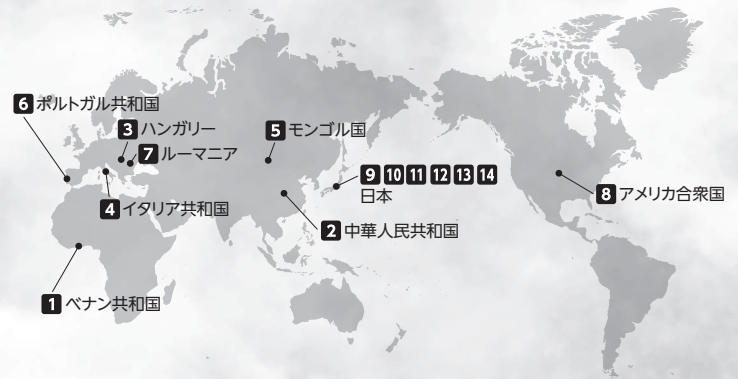 6 ポルトガル共和国
3 ハンガリー
5 モンゴル国
7 ルーマニア
9 10 11 12 13 14
日本
8 アメリカ合衆国
4 イタリア共和国
2 中華人民共和国
1 ベナン共和国